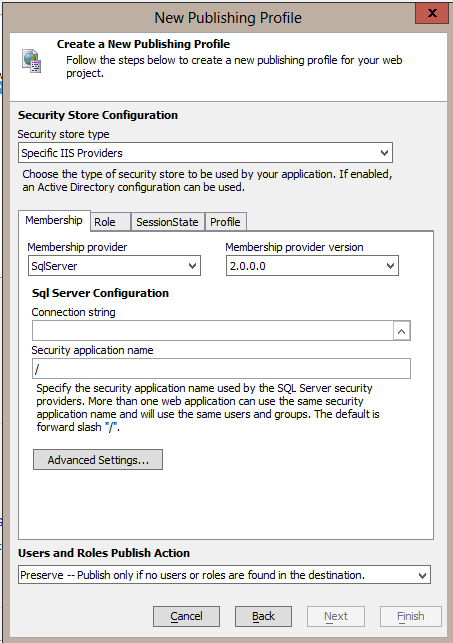 New Publishing Profile
x
Create a New Publishing Profile
Follow the steps below to create a new publishing profile for your web
project.
Security Store Configuration
Security store type
Specific IIS Providers
Choose the type of security store to be used by your application. If enabled,
an Active Directory configuration can be used.
Membership Role SessionState Profile
Membership provider Membership provider version
SqlServer 2.0.0.0
Sql Server Configuration
Connection string
Security application name
/
Specify the security application name used by the SQL Server security
providers. More than one web application can use the same security
application name and will use the same users and groups. The default is
forward slash "/".
Advanced Settings...
Users and Roles Publish Action
Preserve -- Publish only if no users or roles are found in the destination.
Cancel Back Next Finish